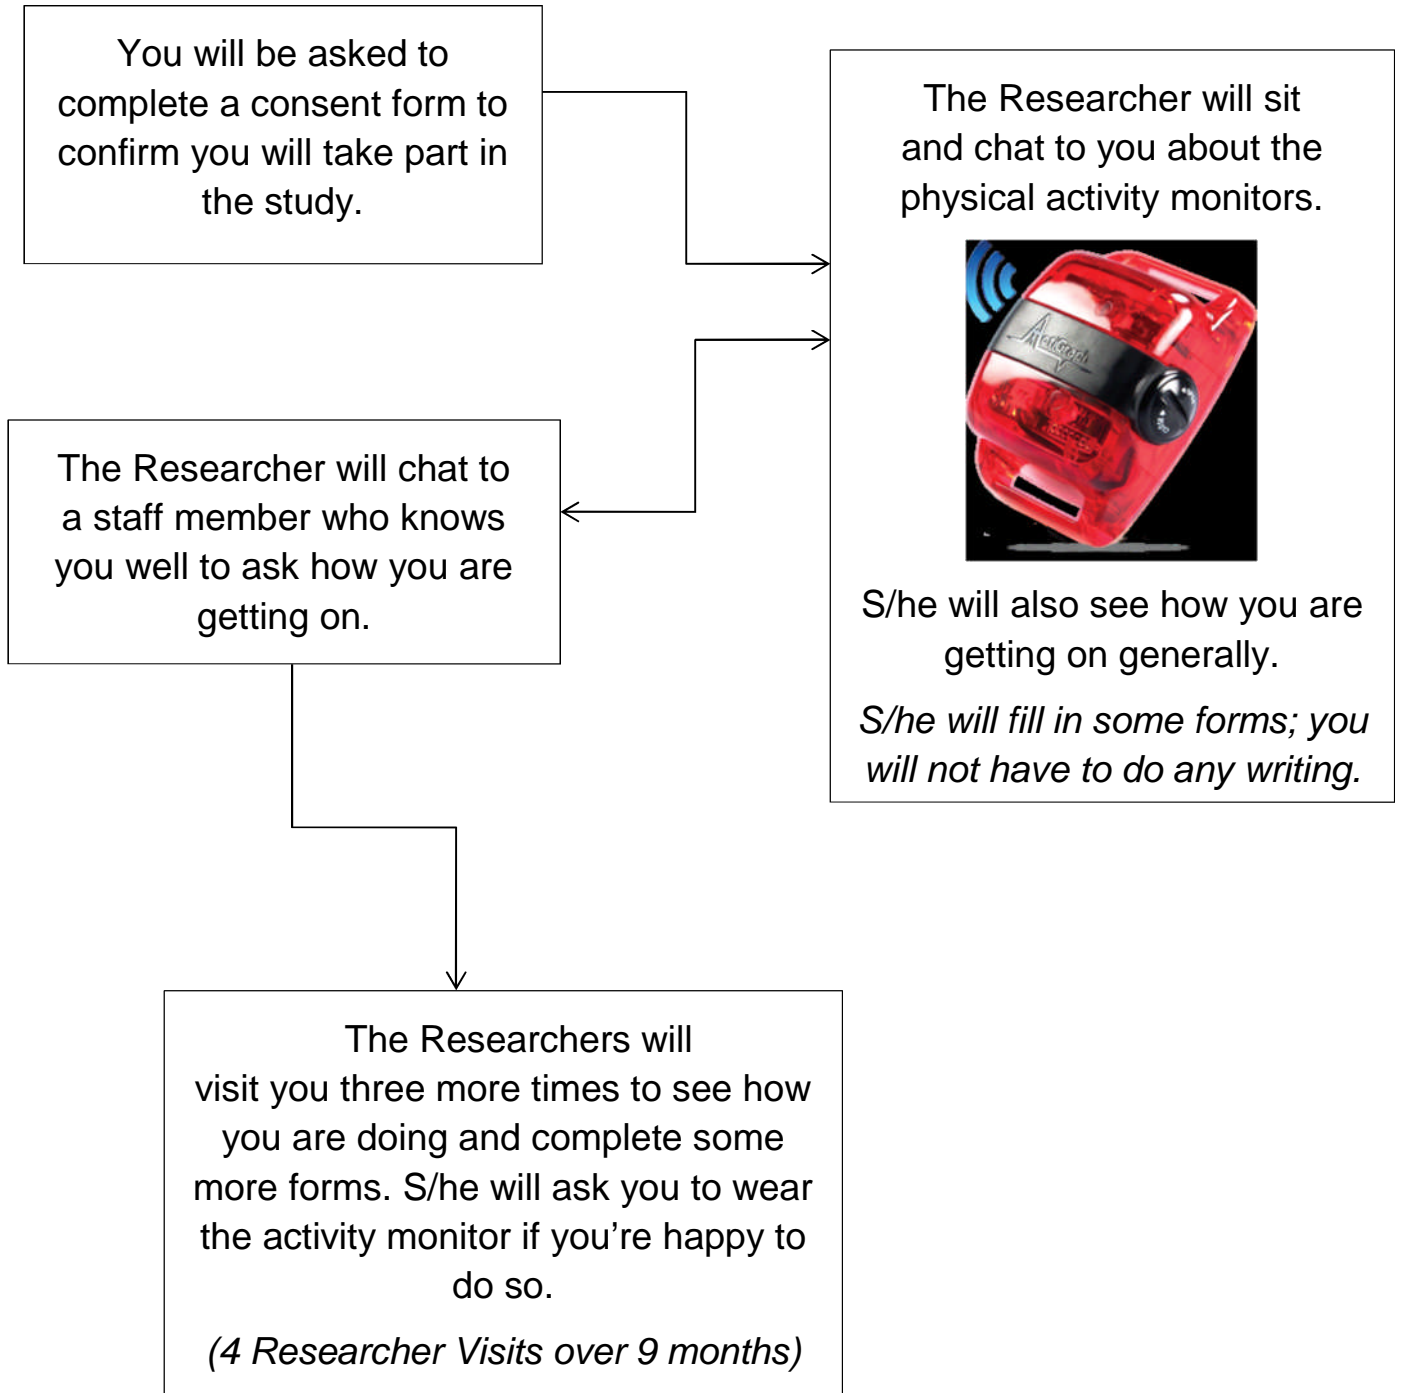 You will be asked to
complete a consent form to
confirm you will take part in
the study.
The Researcher will sit
and chat to you about the
physical activity monitors.
ActiGraph
S/he will also see how you are
getting on generally.
S/he will fill in some forms; you
will not have to do any writing.
The Researcher will chat to
a staff member who knows
you well to ask how you are
getting on.
The Researchers will
visit you three more times to see how
you are doing and complete some
more forms. S/he will ask you to wear
the activity monitor if you’re happy to
do so.
(4 Researcher Visits over 9 months)